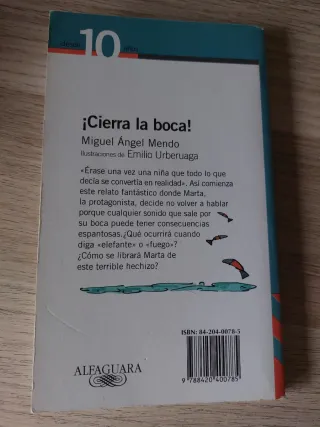 desde 10 años
¡Cierra la boca!
Miguel Ángel Mendo
ilustraciones de Emilio Urberuaga
«Érase una vez una niña que todo lo que
decía se convertía en realidad». Así comienza
este relato fantástico donde Marta,
la protagonista, decide no volver a hablar
porque cualquier sonido que sale por
su boca puede tener consecuencias
espantosas.¿Qué ocurrirá cuando
diga «elefante» o «fuego»?
¿Cómo se librará Marta de
este terrible hechizo?
ISBN: 84-204-0078-5
ALFAGUARA
9 788420 400785